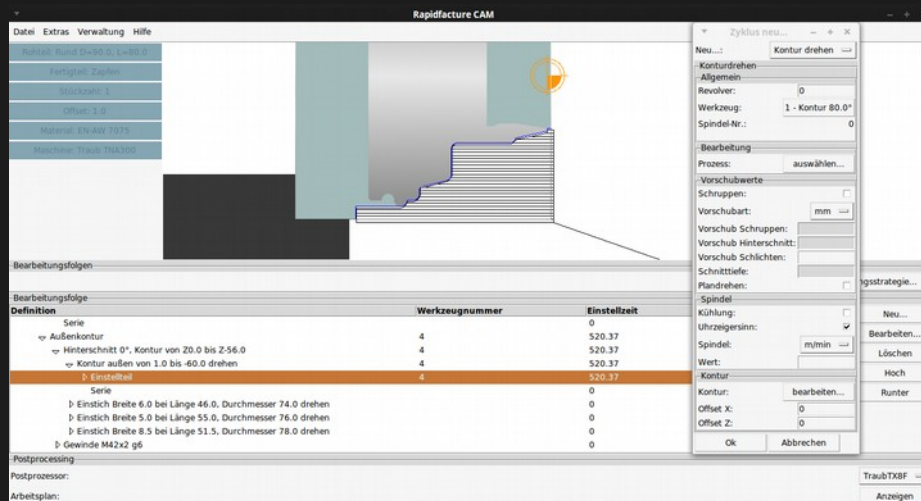 Rapidfacture CAM
Datei Extras Verwaltung Hilfe
Rohteil: Rund D=90.0, L=80.0
Fertigteil: Zapfen
Stückzahl: 1
Offset: 1.0
Material: EN-AW 7075
Maschine: Traub TNA300
Zyklus neu...
Neu...: Kontur drehen
Konturdrehen
Allgemein
Revolver: 0
Werkzeug: 1 - Kontur 80.0°
Spindel-Nr.: 0
Bearbeitung
Prozess: auswählen...
Vorschubwerte
Schruppen:
Vorschubart: mm
Vorschub Schruppen:
Vorschub Hinterschnitt:
Vorschub Schlichten:
Schnitttiefe:
Plandrehen:
Spindel
Kühlung:
Uhrzeigersinn:
Spindel: m/min
Wert:
Kontur
Kontur: bearbeiten...
Offset X: 0
Offset Z: 0
Ok Abbrechen
Bearbeitungsfolgen
gsstrategie...
Bearbeitungsfolge
Definition Werkzeugnummer Einstellzeit
Serie 0
Außenkontur 4 520.37
Hinterschnitt 0°, Kontur von Z0.0 bis Z-56.0 4 520.37
Kontur außen von 1.0 bis -60.0 drehen 4 520.37
Einstellteil 4 520.37
Serie 0
Einstich Breite 6.0 bei Länge 46.0, Durchmesser 74.0 drehen 0
Einstich Breite 5.0 bei Länge 55.0, Durchmesser 76.0 drehen 0
Einstich Breite 8.5 bei Länge 51.5, Durchmesser 78.0 drehen 0
Gewinde M42x2 g6 0
Neu...
Bearbeiten...
Löschen
Hoch
Runter
Postprocessing
Postprozessor: TraubTX8F
Arbeitsplan: Anzeigen